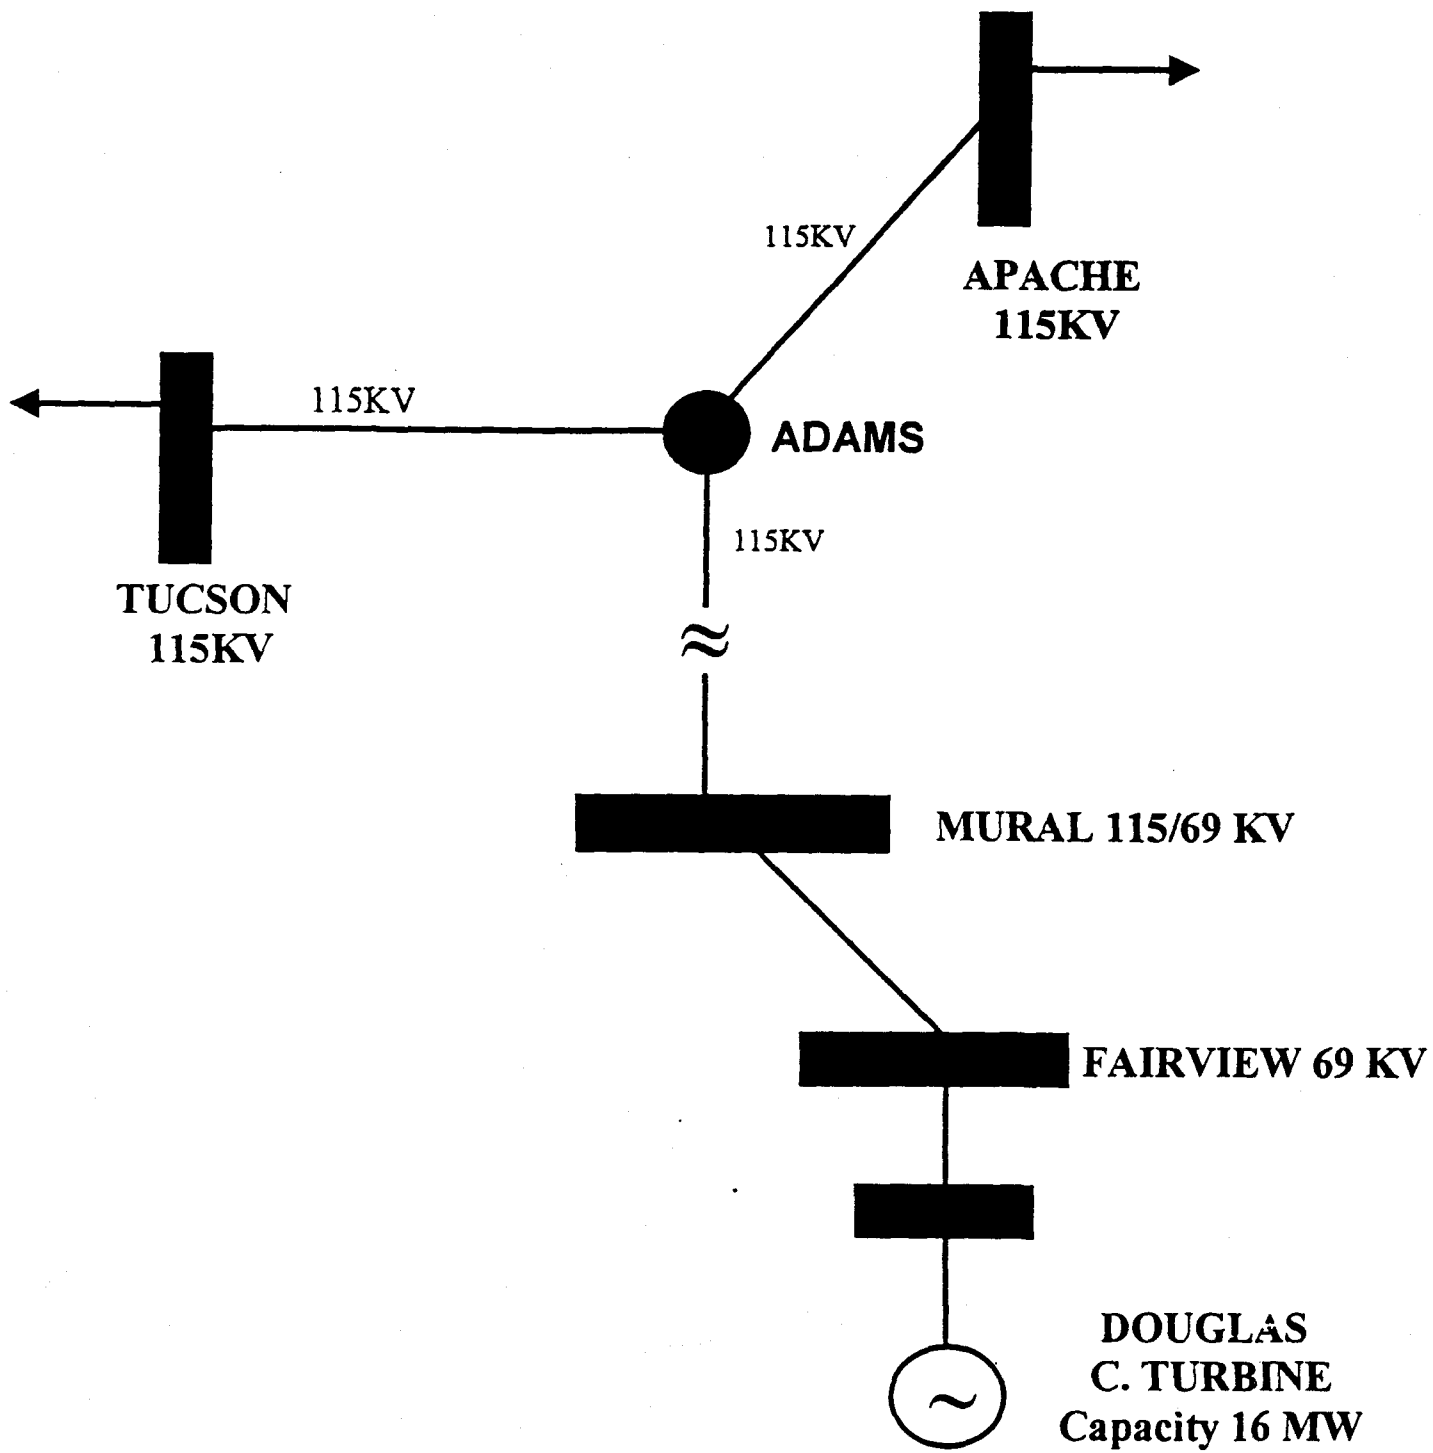 115KV
APACHE
115KV
115KV
ADAMS
115KV
TUCSON
115KV
MURAL 115/69 KV
FAIRVIEW 69 KV
DOUGLAS
C. TURBINE
Capacity 16 MW